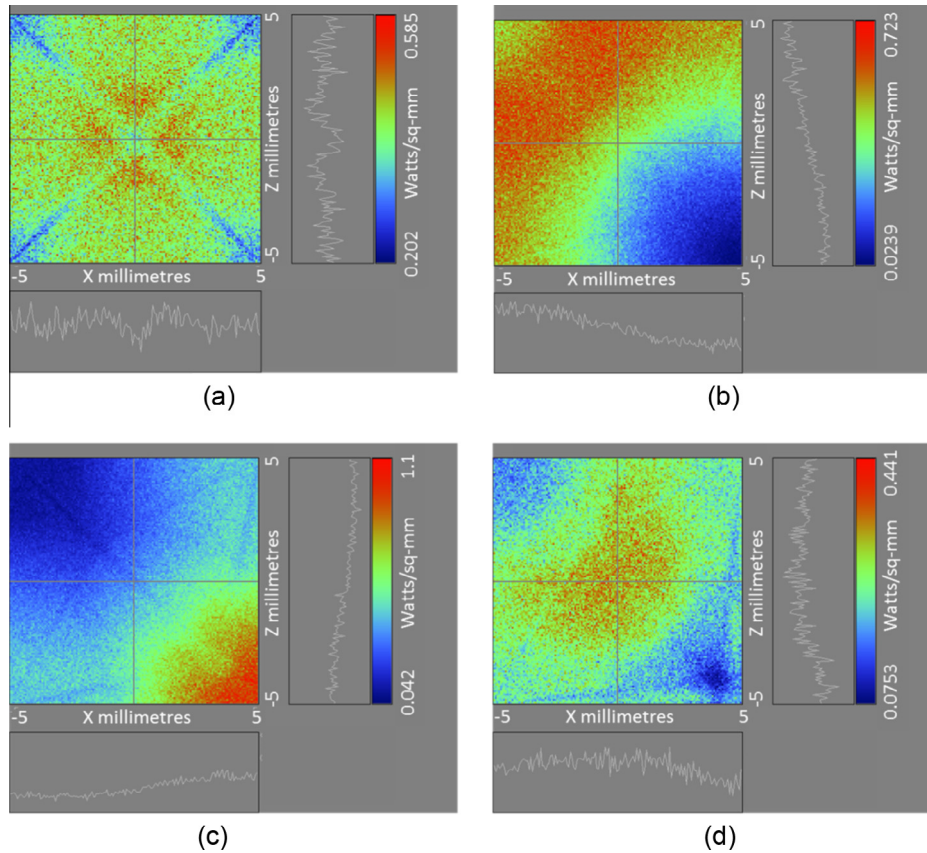 5
0.585
Z millimetres
Watts/sq-mm
-5
0.202
-5
X millimetres
5
(a)
5
0.723
Z millimetres
Watts/sq-mm
-5
0.0239
-5
X millimetres
5
(b)
5
1.1
Z millimetres
Watts/sq-mm
-5
0.042
-5
X millimetres
5
(c)
5
0.441
Z millimetres
Watts/sq-mm
-5
0.0753
-5
X millimetres
5
(d)